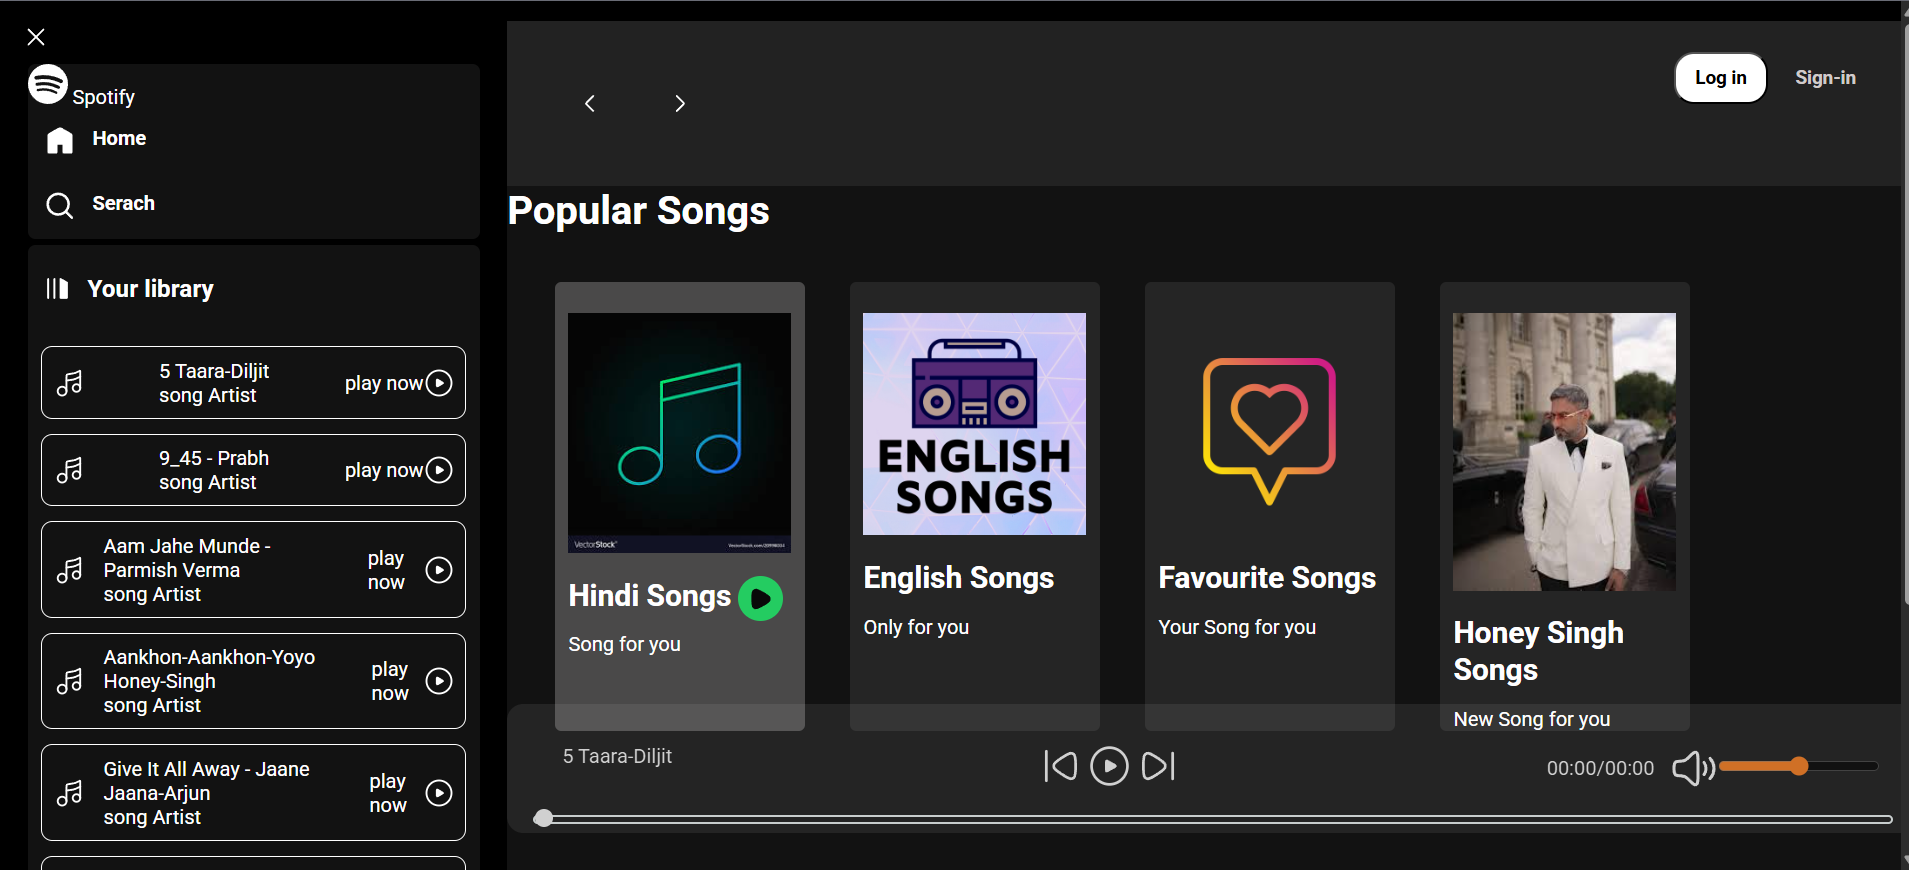 Spotify
Home
Serach
Your library
5 Taara-Diljit
song Artist
play now
9_45 - Prabh
song Artist
play now
Aam Jahe Munde -
Parmish Verma
song Artist
play
now
Aankhon-Aankhon-Yoyo
Honey-Singh
song Artist
play
now
Give It All Away - Jaane
Jaana-Arjun
song Artist
play
now
Log in
Sign-in
Popular Songs
VectorStock
Hindi Songs
Song for you
ENGLISH
SONGS
English Songs
Only for you
Favourite Songs
Your Song for you
Honey Singh
Songs
New Song for you
5 Taara-Diljit
00:00/00:00